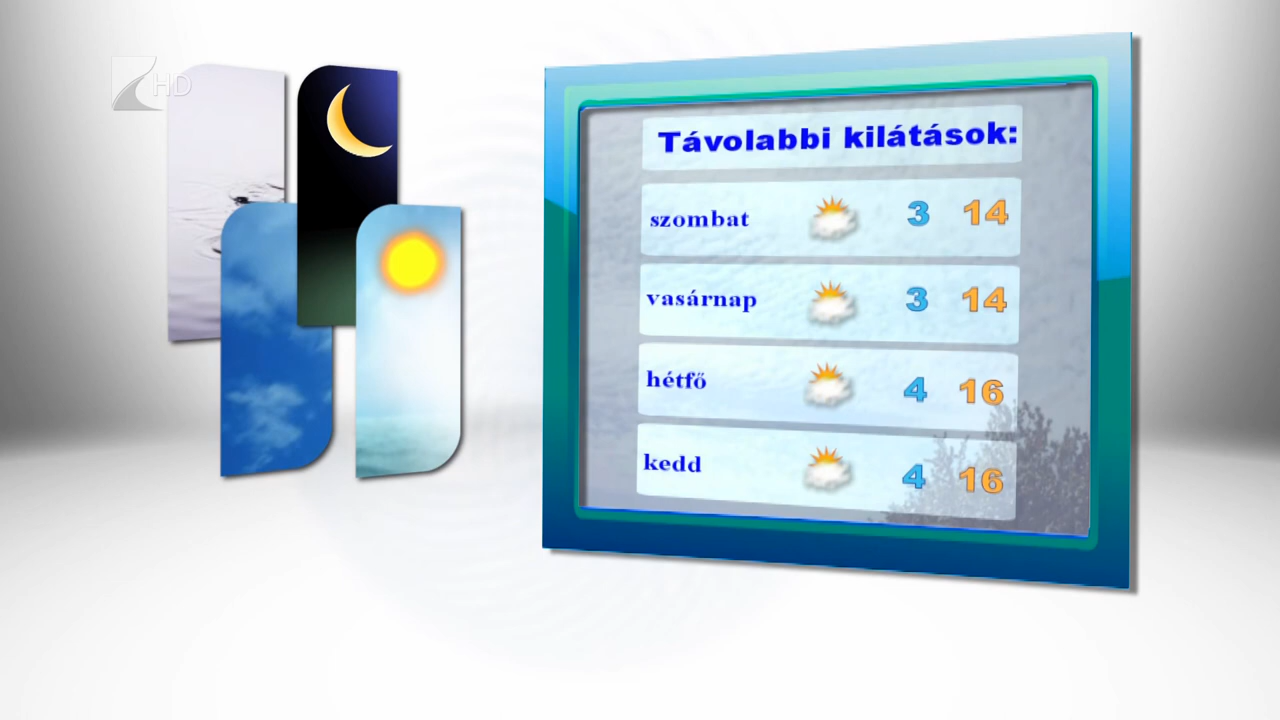 HD
Távolabbi kilátások:
szombat 3 14
vasárnap 3 14
hétfő 4 16
kedd 4 16